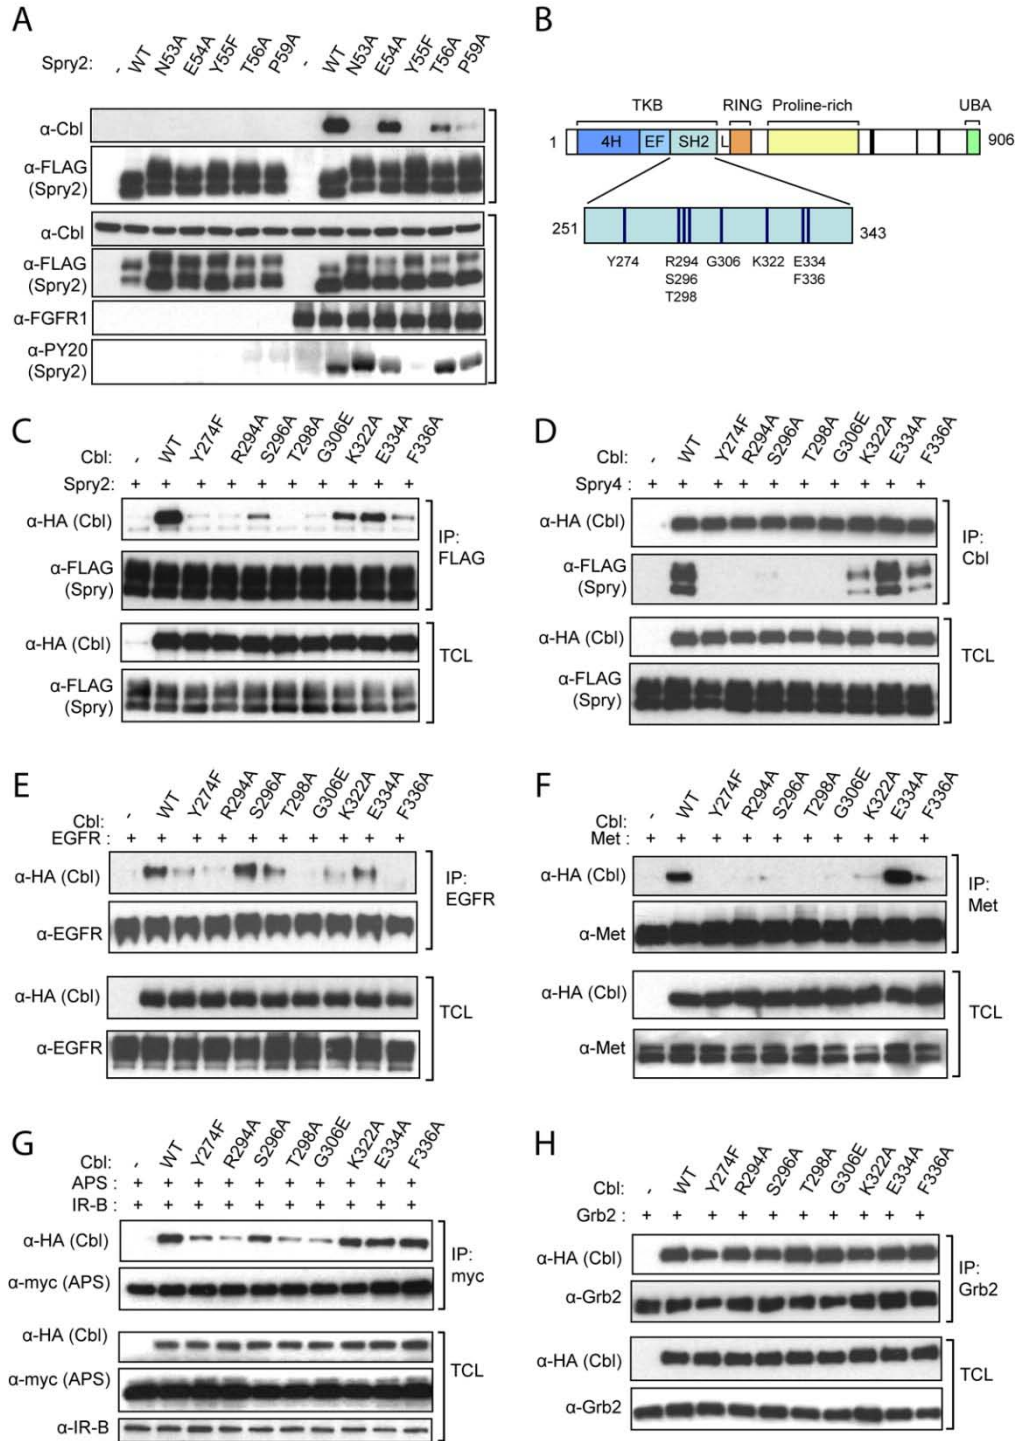 A
Spry2: - WT N53A E54A Y55F T56A P59A - WT N53A E54A Y55F T56A P59A
α-Cbl
α-FLAG
(Spry2)
α-Cbl
α-FLAG
(Spry2)
α-FGFR1
α-PY20
(Spry2)
B
TKB RING Proline-rich UBA
1 4H EF SH2 L 906
251 343
Y274 R294 G306 K322 E334
S296 F336
T298
C
Cbl: - WT Y274F R294A S296A T298A G306E K322A E334A F336A
Spry2: + + + + + + + + + +
α-HA (Cbl)
α-FLAG
(Spry)
IP:
FLAG
α-HA (Cbl)
α-FLAG
(Spry)
TCL
D
Cbl: - WT Y274F R294A S296A T298A G306E K322A E334A F336A
Spry4 : + + + + + + + + + +
α-HA (Cbl)
α-FLAG
(Spry)
IP:
Cbl
α-HA (Cbl)
α-FLAG
(Spry)
TCL
E
Cbl: - WT Y274F R294A S296A T298A G306E K322A E334A F336A
EGFR : + + + + + + + + + +
α-HA (Cbl)
α-EGFR
IP:
EGFR
α-HA (Cbl)
α-EGFR
TCL
F
Cbl: - WT Y274F R294A S296A T298A G306E K322A E334A F336A
Met : + + + + + + + + + +
α-HA (Cbl)
α-Met
IP:
Met
α-HA (Cbl)
α-Met
TCL
G
Cbl: - WT Y274F R294A S296A T298A G306E K322A E334A F336A
APS : + + + + + + + + + +
IR-B : + + + + + + + + + +
α-HA (Cbl)
α-myc (APS)
IP:
myc
α-HA (Cbl)
α-myc (APS)
α-IR-B
TCL
H
Cbl: - WT Y274F R294A S296A T298A G306E K322A E334A F336A
Grb2 : + + + + + + + + + +
α-HA (Cbl)
α-Grb2
IP:
Grb2
α-HA (Cbl)
α-Grb2
TCL